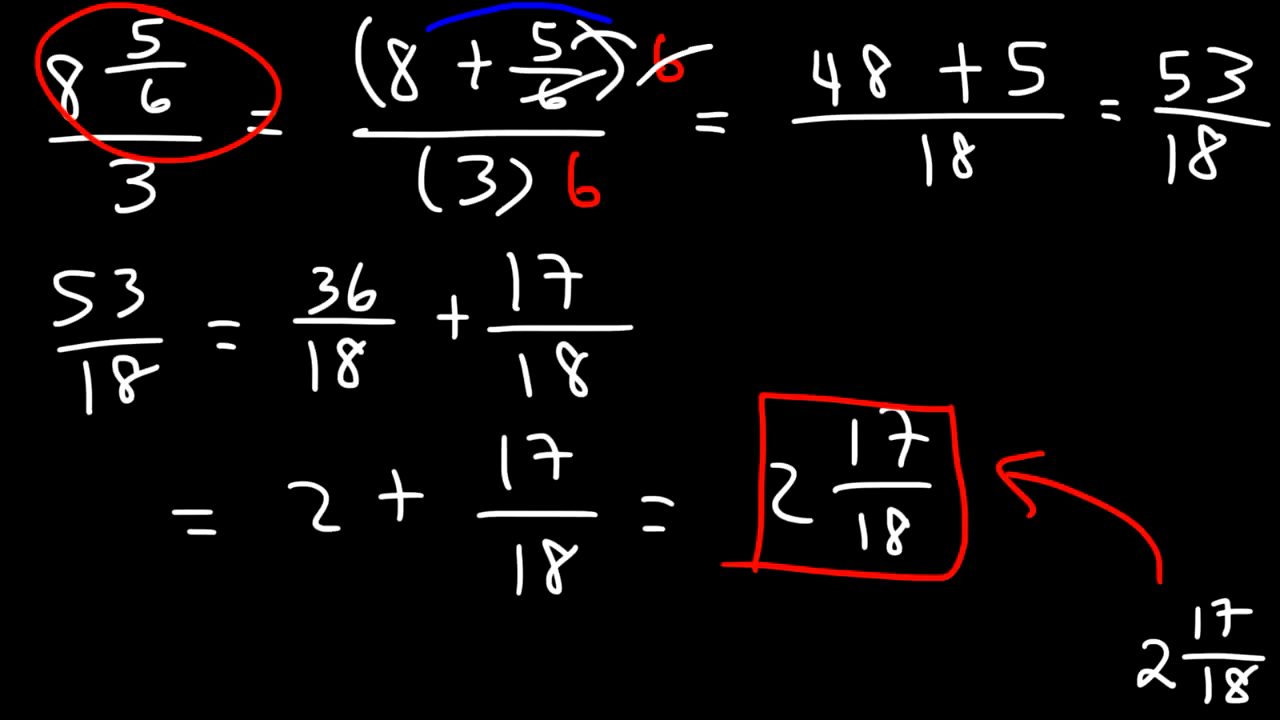 8 5/6 / 3 = (8 + 5/6) 6 / (3) 6 = 48 + 5 / 18 = 53/18
53/18 = 36/18 + 17/18
= 2 + 17/18 = 2 17/18
2 17/18